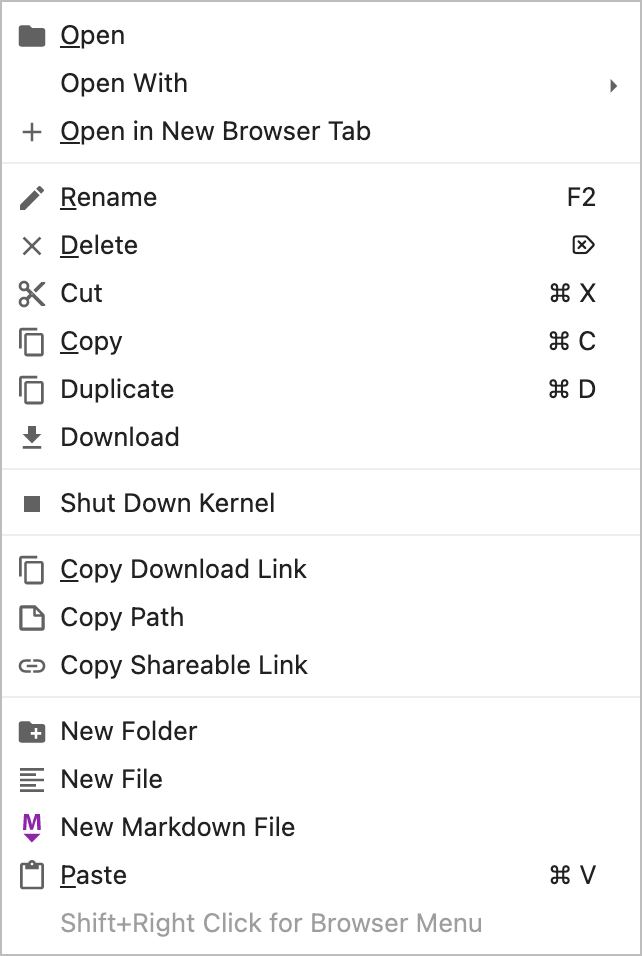 Open
Open With
Open in New Browser Tab
Rename F2
Delete ⌦
Cut ⌘ X
Copy ⌘ C
Duplicate ⌘ D
Download
Shut Down Kernel
Copy Download Link
Copy Path
Copy Shareable Link
New Folder
New File
M New Markdown File
Paste ⌘ V
Shift+Right Click for Browser Menu